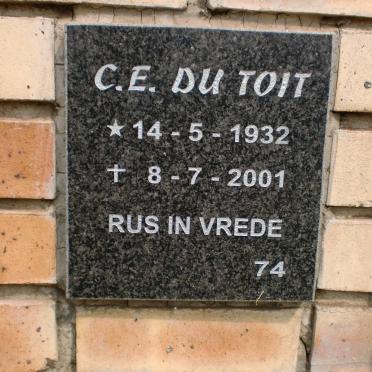 C.E. DU TOIT
★ 14 - 5 - 1932
✝ 8 - 7 - 2001
RUS IN VREDE
74